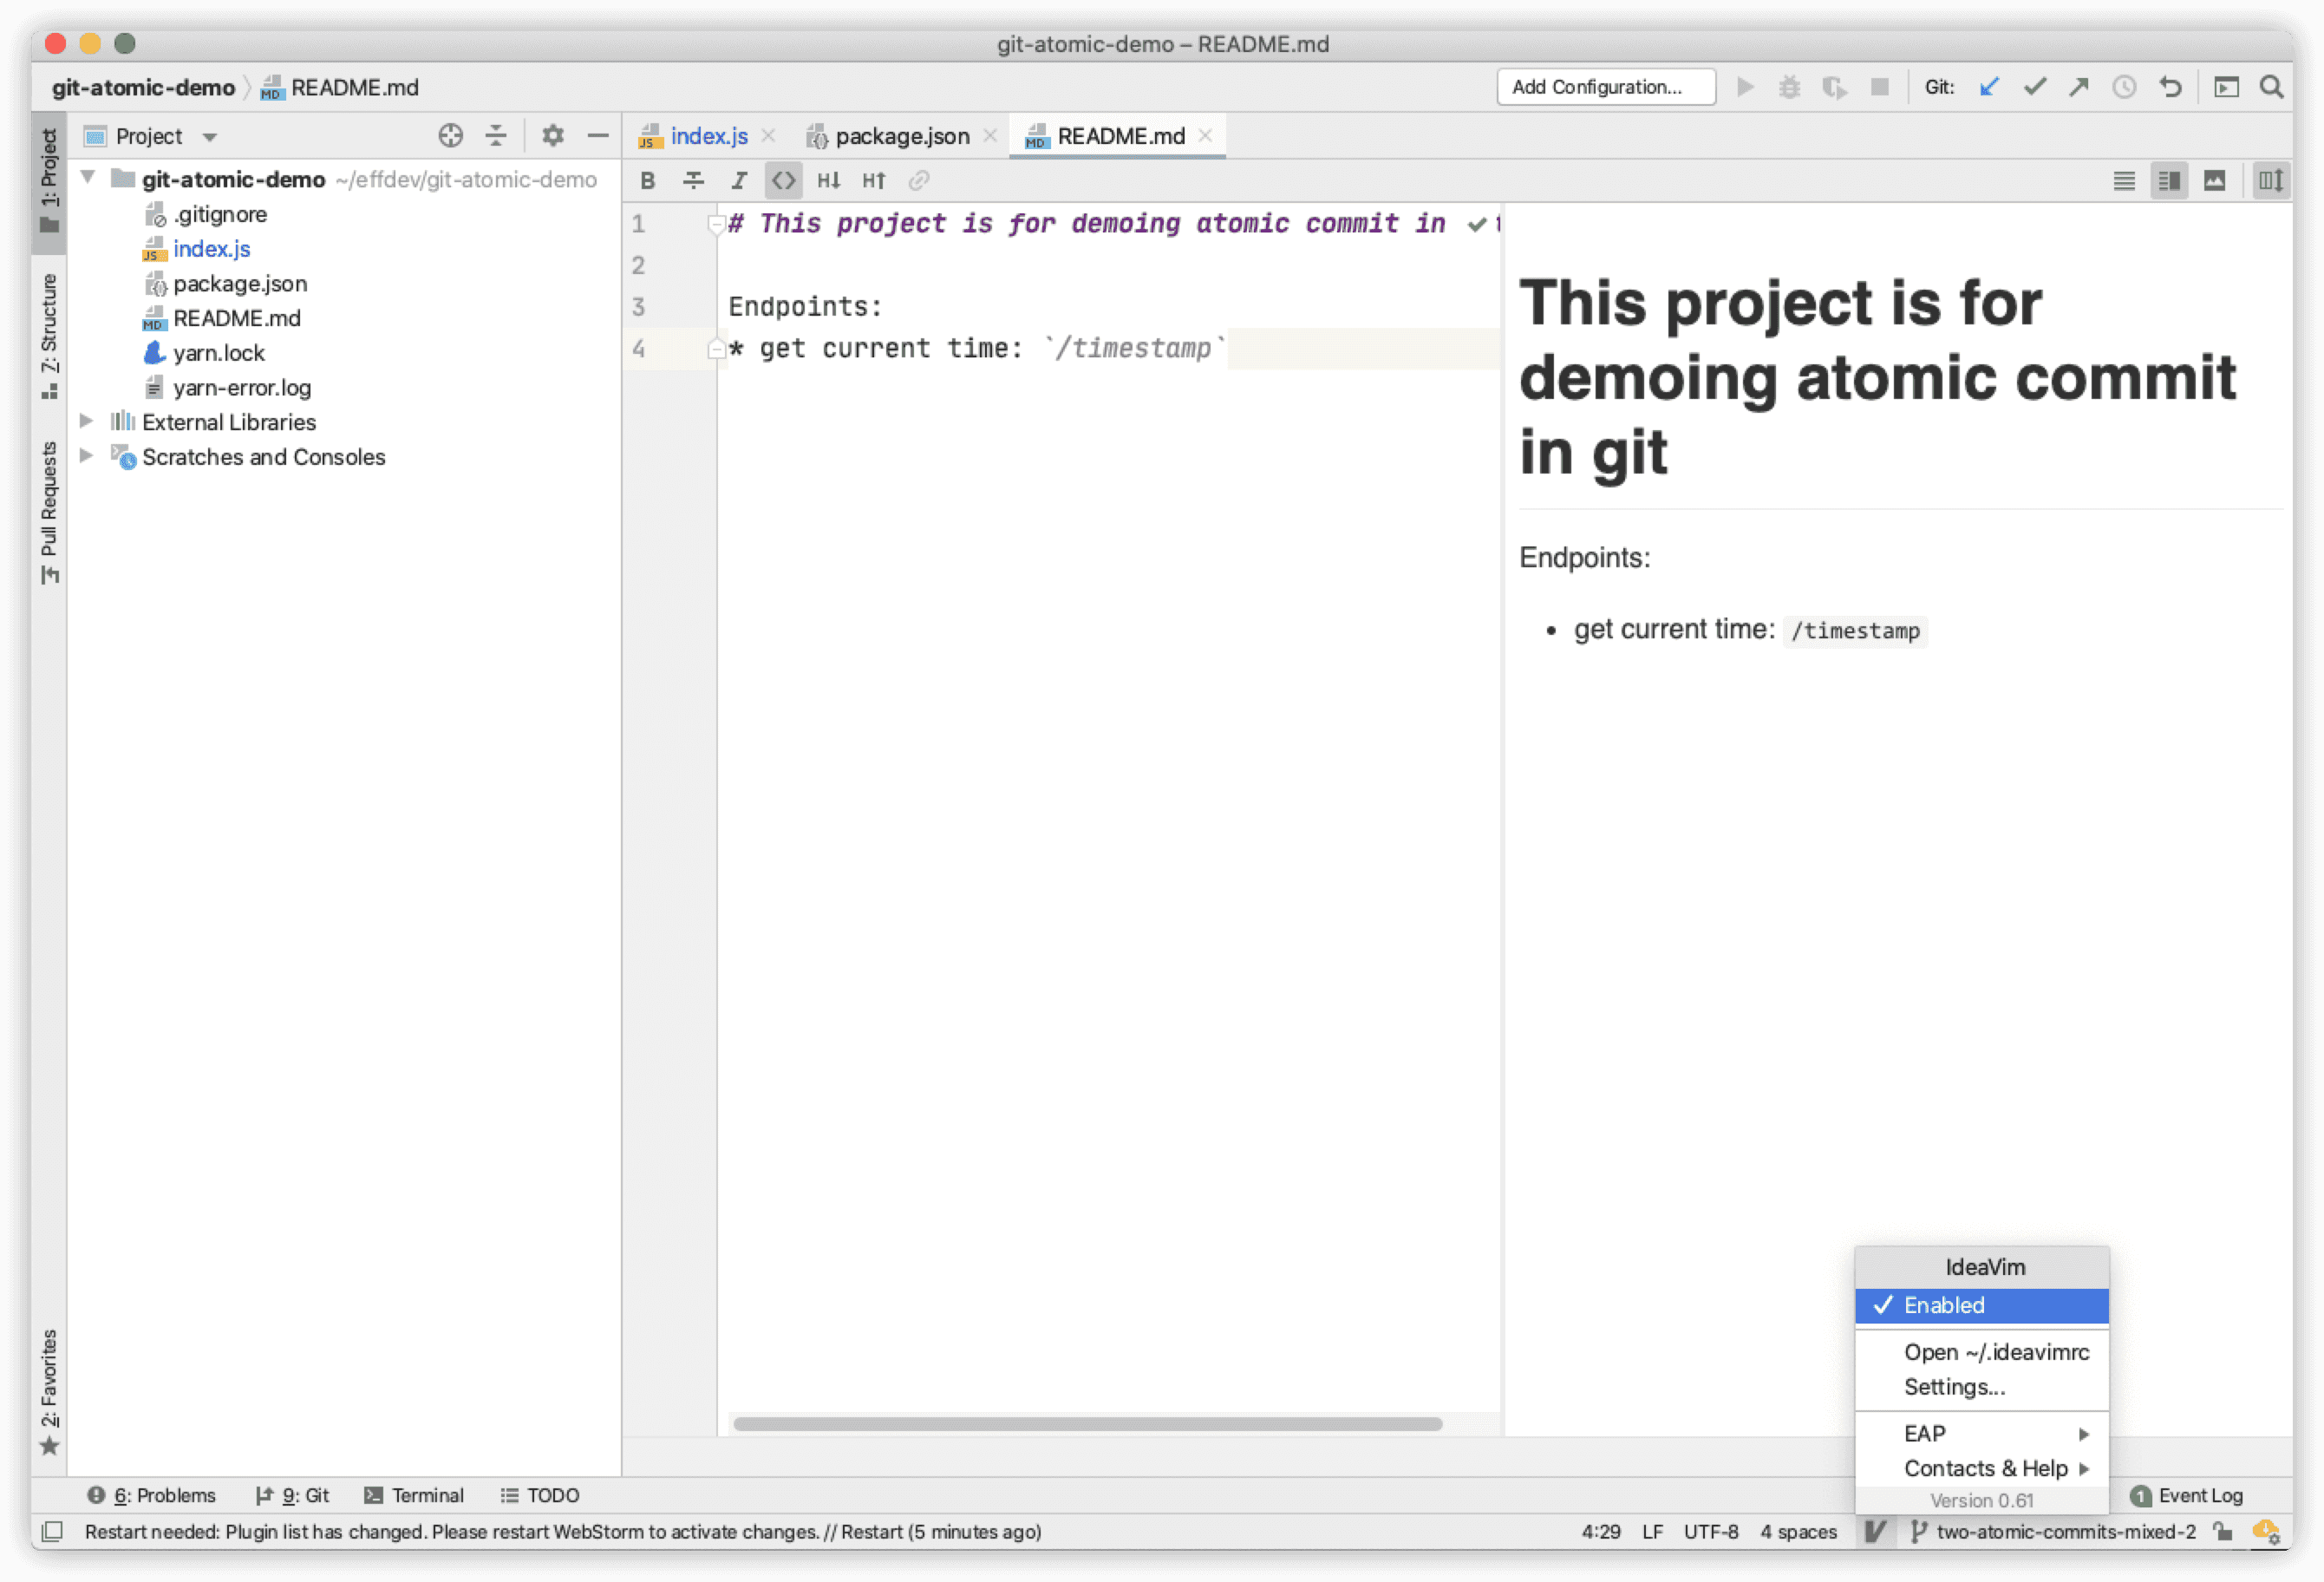 git-atomic-demo – README.md
git-atomic-demo
README.md
Add Configuration...
Git:
1: Project
7: Structure
Pull Requests
2: Favorites
Project
git-atomic-demo ~/effdev/git-atomic-demo
.gitignore
index.js
package.json
README.md
yarn.lock
yarn-error.log
External Libraries
Scratches and Consoles
index.js
package.json
README.md
B
I
H
H
1 # This project is for demoing atomic commit in
2
3 Endpoints:
4 * get current time: `/timestamp`
This project is for
demoing atomic commit
in git
Endpoints:
• get current time: /timestamp
IdeaVim
Enabled
Open ~/.ideavimrc
Settings...
EAP
Contacts & Help
Version 0.61
6: Problems
9: Git
Terminal
TODO
1 Event Log
Restart needed: Plugin list has changed. Please restart WebStorm to activate changes. // Restart (5 minutes ago)
4:29 LF UTF-8 4 spaces
two-atomic-commits-mixed-2